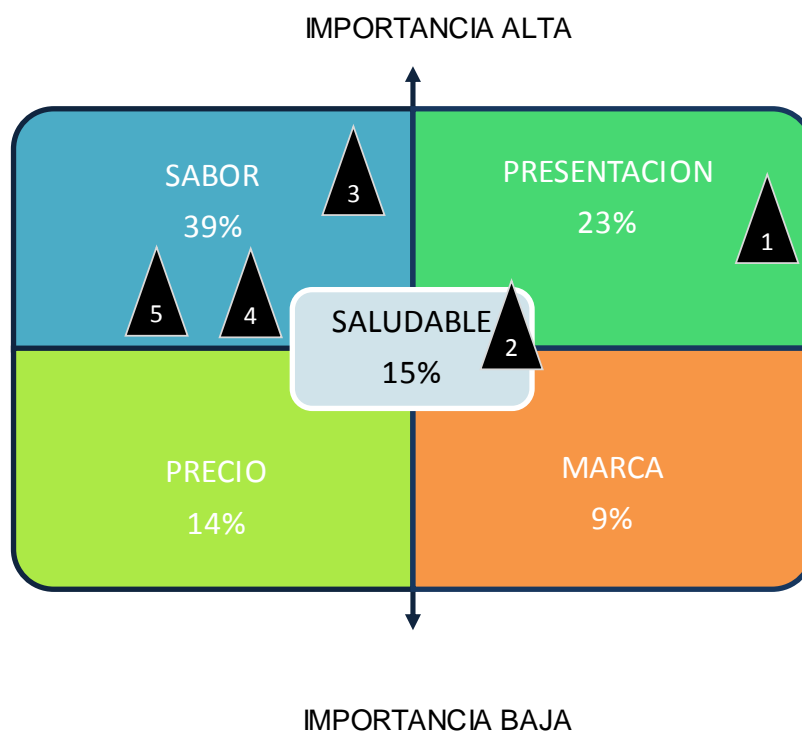 IMPORTANCIA ALTA
SABOR
39%
3
PRESENTACION
23%
1
5
4
SALUDABLE
15%
2
PRECIO
14%
MARCA
9%
IMPORTANCIA BAJA